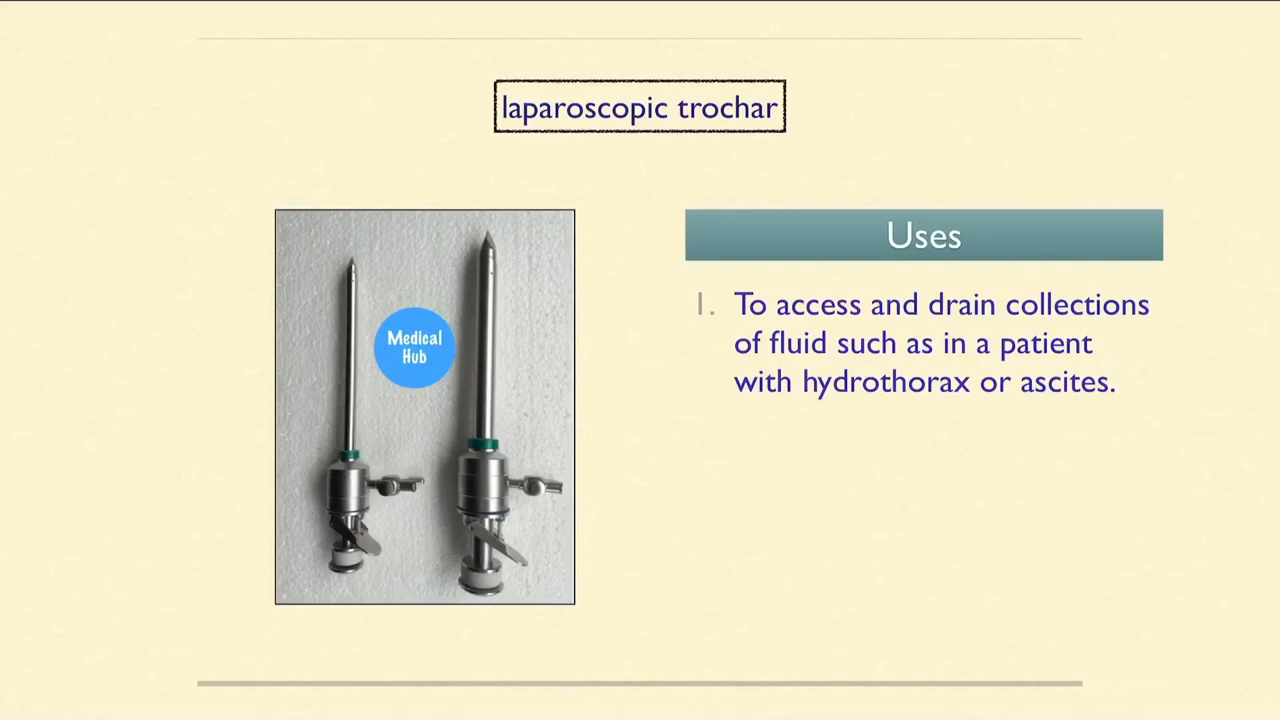 laparoscopic trochar
Medical
Hub
Uses
1. To access and drain collections
of fluid such as in a patient
with hydrothorax or ascites.